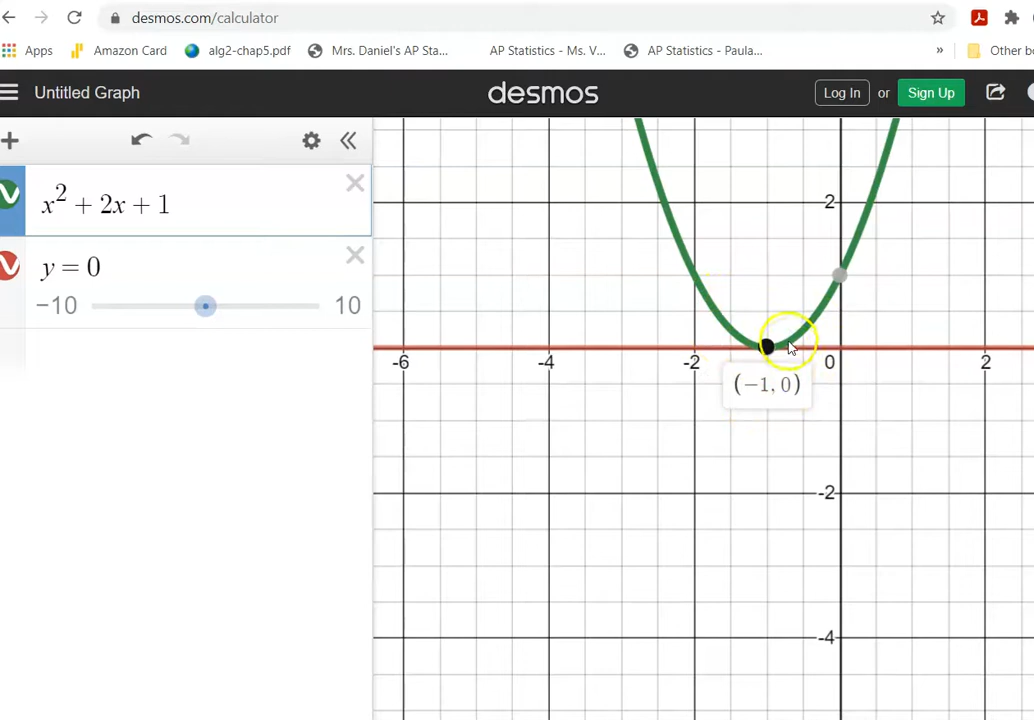 desmos.com/calculator
Apps Amazon Card alg2-chap5.pdf Mrs. Daniel's AP Sta... AP Statistics - Ms. V... AP Statistics - Paula... » Other bo
Untitled Graph desmos Log In or Sign Up
x² + 2x + 1
y = 0
−10 10
2
-6 -4 -2 0 2
(−1, 0)
-2
-4